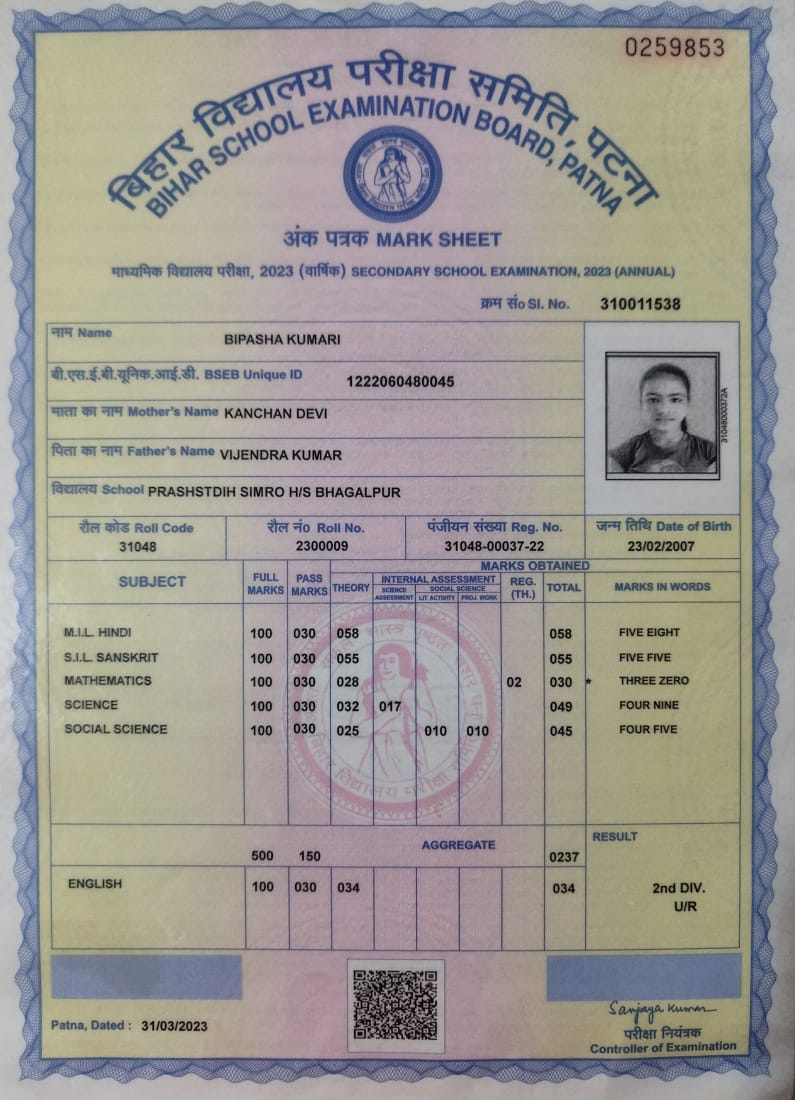 0259853
बिहार विद्यालय परीक्षा समिति, पटना
BIHAR SCHOOL EXAMINATION BOARD, PATNA
अंक पत्रक MARK SHEET
माध्यमिक विद्यालय परीक्षा, 2023 (वार्षिक) SECONDARY SCHOOL EXAMINATION, 2023 (ANNUAL)
क्रम सं० Sl. No. 310011538
नाम Name BIPASHA KUMARI
बी.एस.ई.बी.यूनिक.आई.डी. BSEB Unique ID 1222060480045
माता का नाम Mother's Name KANCHAN DEVI
पिता का नाम Father's Name VIJENDRA KUMAR
विद्यालय School PRASHSTDIH SIMRO H/S BHAGALPUR
31048000372A
रौल कोड Roll Code रौल नं० Roll No. पंजीयन संख्या Reg. No. जन्म तिथि Date of Birth
31048 2300009 31048-00037-22 23/02/2007
MARKS OBTAINED
SUBJECT FULL MARKS PASS MARKS THEORY INTERNAL ASSESSMENT REG. (TH.) TOTAL MARKS IN WORDS
SCIENCE ASSESSMENT SOCIAL SCIENCE
LIT. ACTIVITY PROJ. WORK
M.I.L. HINDI 100 030 058 058 FIVE EIGHT
S.I.L. SANSKRIT 100 030 055 055 FIVE FIVE
MATHEMATICS 100 030 028 02 030 * THREE ZERO
SCIENCE 100 030 032 017 049 FOUR NINE
SOCIAL SCIENCE 100 030 025 010 010 045 FOUR FIVE
बिहार विद्यालय परीक्षा समिति
500 150 AGGREGATE 0237 RESULT
ENGLISH 100 030 034 034 2nd DIV.
U/R
Patna, Dated : 31/03/2023
Sanjaya Kumar
परीक्षा नियंत्रक
Controller of Examination